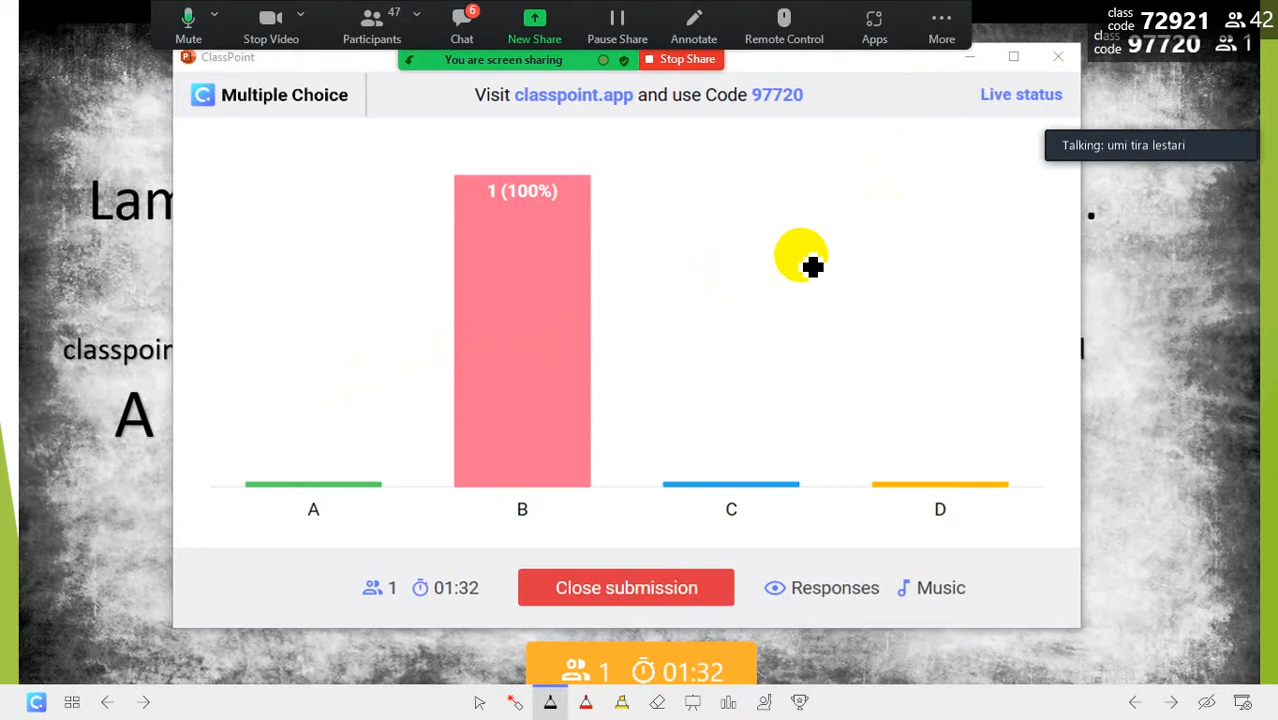 Mute
Stop Video
47
Participants
6
Chat
New Share
Pause Share
Annotate
Remote Control
Apps
More
class code 72921 42
class code 97720 1
ClassPoint
You are screen sharing
Stop Share
Multiple Choice
Visit classpoint.app and use Code 97720
Live status
Talking: umi tira lestari
Lam
.
1 (100%)
classpoin
A
A
B
C
D
1 01:32
Close submission
Responses
Music
1 01:32